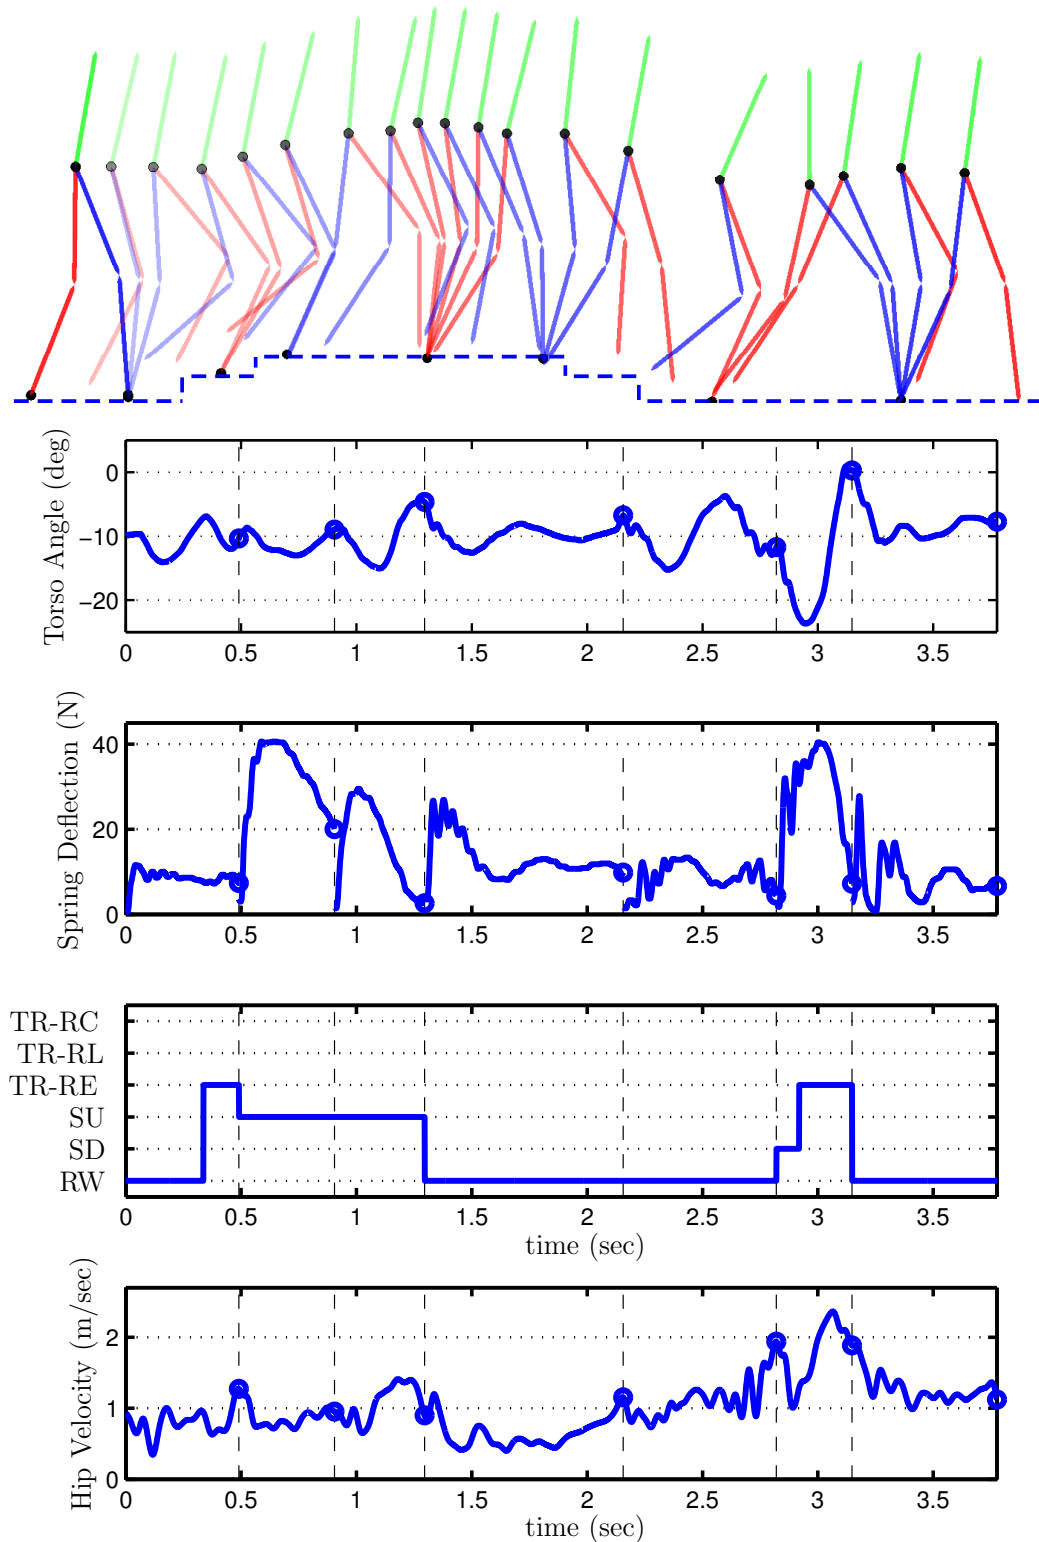 Torso Angle (deg)
0
−10
−20
0 0.5 1 1.5 2 2.5 3 3.5
Spring Deflection (N)
40
20
0
0 0.5 1 1.5 2 2.5 3 3.5
TR-RC
TR-RL
TR-RE
SU
SD
RW
0 0.5 1 1.5 2 2.5 3 3.5
time (sec)
Hip Velocity (m/sec)
2
1
0
0 0.5 1 1.5 2 2.5 3 3.5
time (sec)